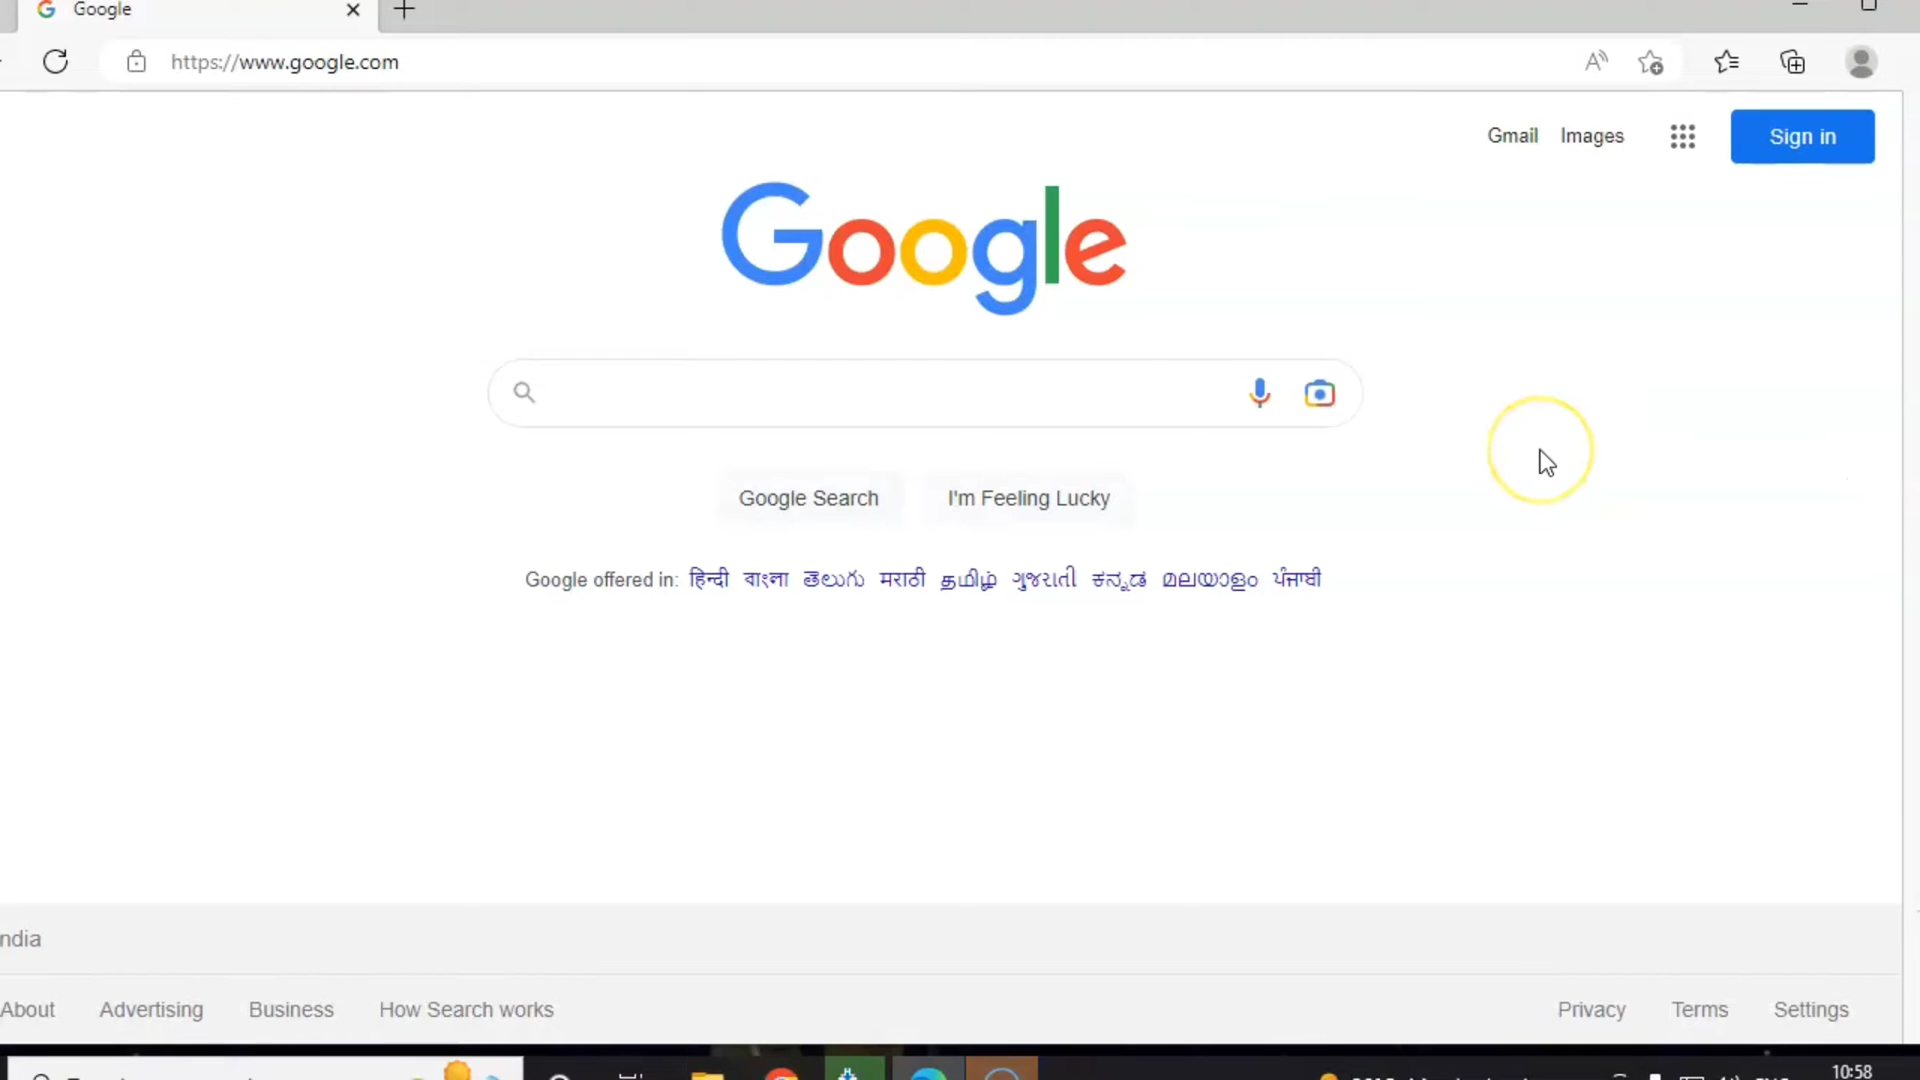 Google
https://www.google.com
Gmail Images Sign in
Google
Google Search I'm Feeling Lucky
Google offered in: हिन्दी বাংলা తెలుగు मराठी தமிழ் ગુજરાતી ಕನ್ನಡ മലയാളം ਪੰਜਾਬੀ
ndia
About Advertising Business How Search works Privacy Terms Settings
10:58